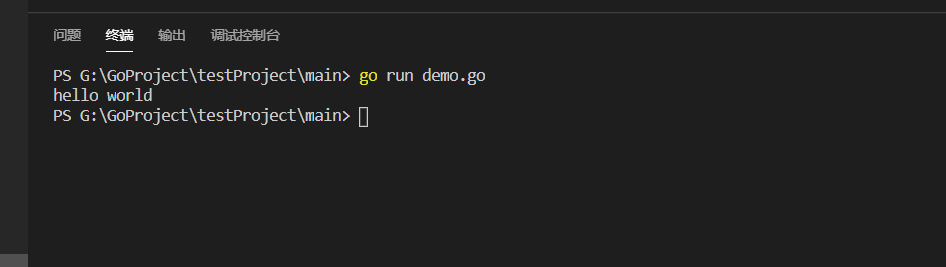 问题 终端 输出 调试控制台
PS G:\GoProject\testProject\main> go run demo.go
hello world
PS G:\GoProject\testProject\main>